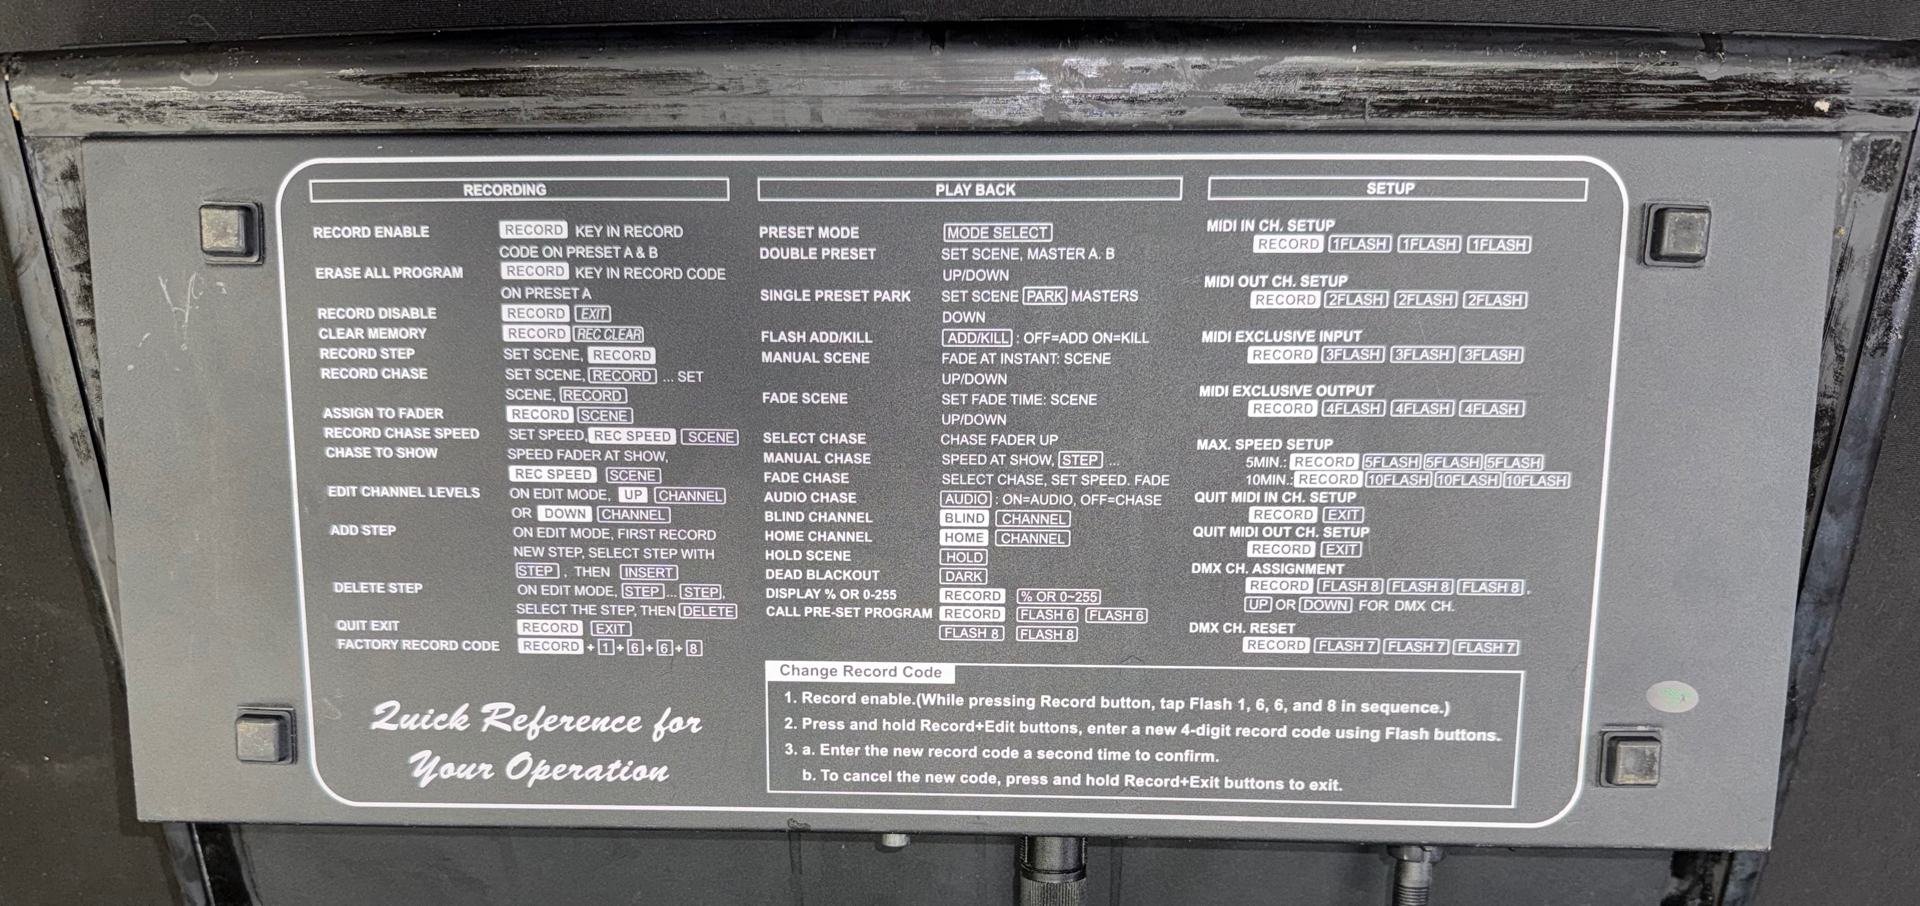 RECORDING
RECORD ENABLE RECORD KEY IN RECORD
CODE ON PRESET A & B
ERASE ALL PROGRAM RECORD KEY IN RECORD CODE
ON PRESET A
RECORD DISABLE RECORD EXIT
CLEAR MEMORY RECORD REC CLEAR
RECORD STEP SET SCENE, RECORD
RECORD CHASE SET SCENE, RECORD ... SET
SCENE, RECORD
ASSIGN TO FADER RECORD SCENE
RECORD CHASE SPEED SET SPEED, REC SPEED SCENE
CHASE TO SHOW SPEED FADER AT SHOW,
REC SPEED SCENE
EDIT CHANNEL LEVELS ON EDIT MODE, UP CHANNEL
OR DOWN CHANNEL
ADD STEP ON EDIT MODE, FIRST RECORD
NEW STEP, SELECT STEP WITH
STEP , THEN INSERT
DELETE STEP ON EDIT MODE, STEP ... STEP,
SELECT THE STEP, THEN DELETE
QUIT EXIT RECORD EXIT
FACTORY RECORD CODE RECORD + 1 + 6 + 6 + 8
Quick Reference for
Your Operation
PLAY BACK
PRESET MODE MODE SELECT
DOUBLE PRESET SET SCENE, MASTER A. B
UP/DOWN
SINGLE PRESET PARK SET SCENE PARK MASTERS
DOWN
FLASH ADD/KILL ADD/KILL : OFF=ADD ON=KILL
MANUAL SCENE FADE AT INSTANT: SCENE
UP/DOWN
FADE SCENE SET FADE TIME: SCENE
UP/DOWN
SELECT CHASE CHASE FADER UP
MANUAL CHASE SPEED AT SHOW, STEP ...
FADE CHASE SELECT CHASE, SET SPEED. FADE
AUDIO CHASE AUDIO : ON=AUDIO, OFF=CHASE
BLIND CHANNEL BLIND CHANNEL
HOME CHANNEL HOME CHANNEL
HOLD SCENE HOLD
DEAD BLACKOUT DARK
DISPLAY % OR 0-255 RECORD % OR 0~255
CALL PRE-SET PROGRAM RECORD FLASH 6 FLASH 6
FLASH 8 FLASH 8
SETUP
MIDI IN CH. SETUP
RECORD 1FLASH 1FLASH 1FLASH
MIDI OUT CH. SETUP
RECORD 2FLASH 2FLASH 2FLASH
MIDI EXCLUSIVE INPUT
RECORD 3FLASH 3FLASH 3FLASH
MIDI EXCLUSIVE OUTPUT
RECORD 4FLASH 4FLASH 4FLASH
MAX. SPEED SETUP
5MIN.: RECORD 5FLASH 5FLASH 5FLASH
10MIN.: RECORD 10FLASH 10FLASH 10FLASH
QUIT MIDI IN CH. SETUP
RECORD EXIT
QUIT MIDI OUT CH. SETUP
RECORD EXIT
DMX CH. ASSIGNMENT
RECORD FLASH 8 FLASH 8 FLASH 8 ,
UP OR DOWN FOR DMX CH.
DMX CH. RESET
RECORD FLASH 7 FLASH 7 FLASH 7
Change Record Code
1. Record enable.(While pressing Record button, tap Flash 1, 6, 6, and 8 in sequence.)
2. Press and hold Record+Edit buttons, enter a new 4-digit record code using Flash buttons.
3. a. Enter the new record code a second time to confirm.
b. To cancel the new code, press and hold Record+Exit buttons to exit.